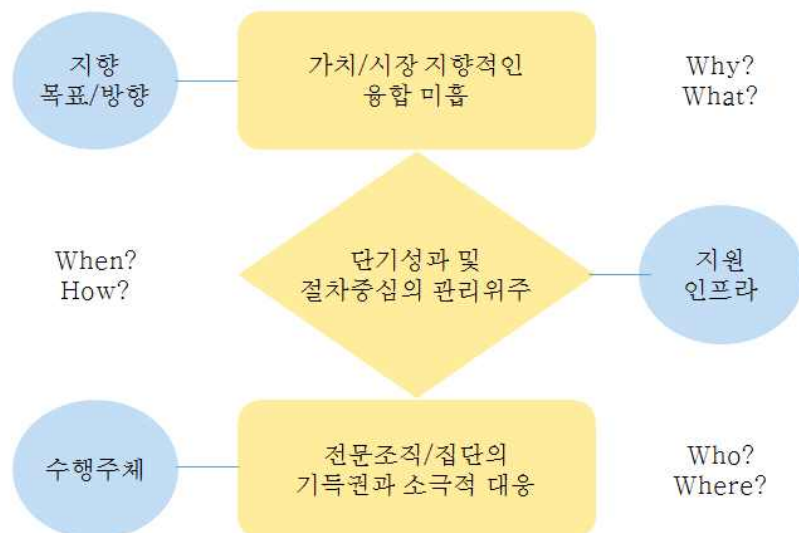 지향
목표/방향
가치/시장 지향적인
융합 미흡
Why?
What?
When?
How?
단기성과 및
절차중심의 관리위주
지원
인프라
수행주체
전문조직/집단의
기득권과 소극적 대응
Who?
Where?